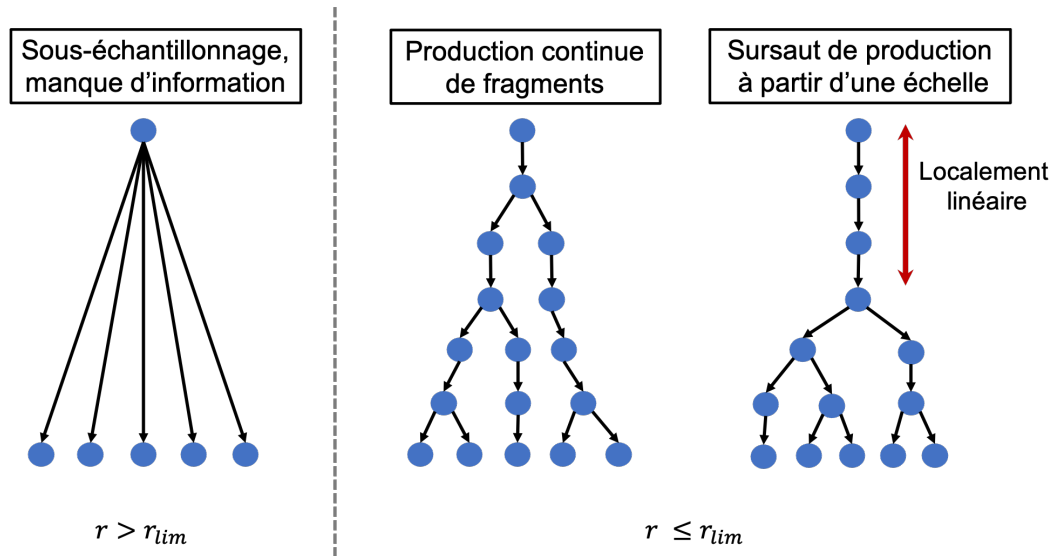 Sous-échantillonnage,
manque d'information
Production continue
de fragments
Sursaut de production
à partir d'une échelle
Localement
linéaire
r > r_lim
r ≤ r_lim